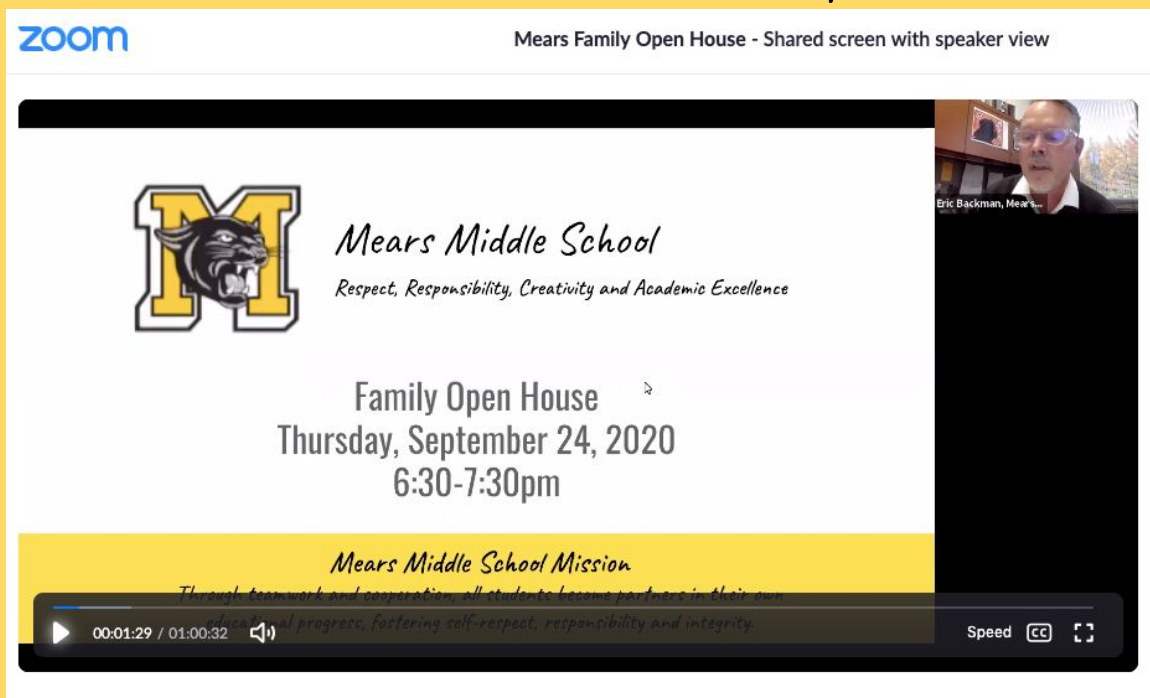 zoom
Mears Family Open House - Shared screen with speaker view
Eric Backman, Mears...
M
Mears Middle School
Respect, Responsibility, Creativity and Academic Excellence
Family Open House
Thursday, September 24, 2020
6:30-7:30pm
Mears Middle School Mission
Through teamwork and cooperation, all students become partners in their own
educational progress, fostering self-respect, responsibility and integrity.
00:01:29 / 01:00:32
Speed CC